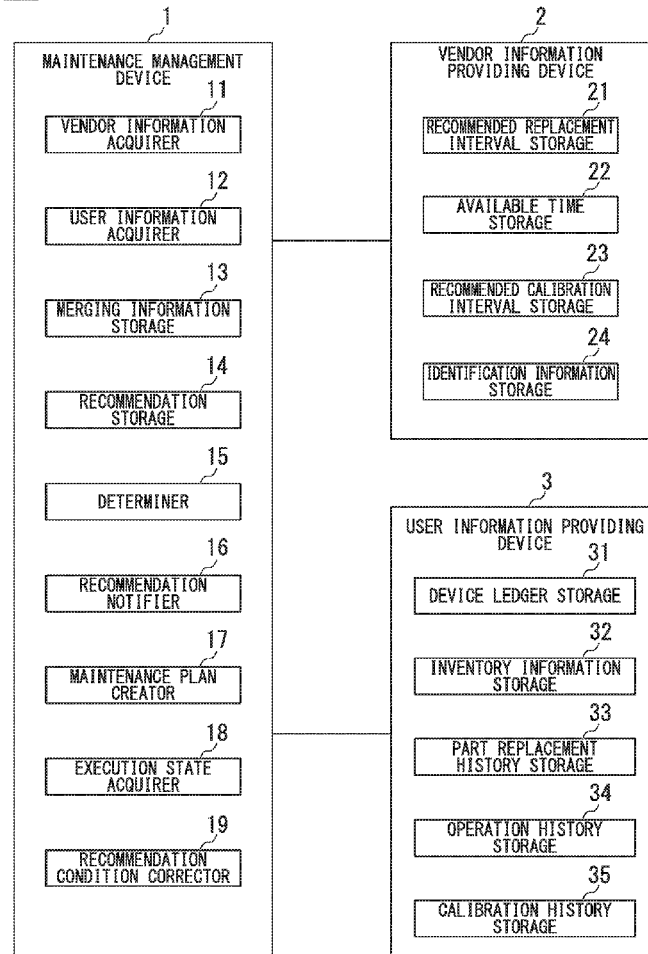 1
MAINTENANCE MANAGEMENT
DEVICE
11
VENDOR INFORMATION
ACQUIRER
12
USER INFORMATION
ACQUIRER
13
MERGING INFORMATION
STORAGE
14
RECOMMENDATION
STORAGE
15
DETERMINER
16
RECOMMENDATION
NOTIFIER
17
MAINTENANCE PLAN
CREATOR
18
EXECUTION STATE
ACQUIRER
19
RECOMMENDATION
CONDITION CORRECTOR
2
VENDOR INFORMATION
PROVIDING DEVICE
21
RECOMMENDED REPLACEMENT
INTERVAL STORAGE
22
AVAILABLE TIME
STORAGE
23
RECOMMENDED CALIBRATION
INTERVAL STORAGE
24
IDENTIFICATION INFORMATION
STORAGE
3
USER INFORMATION PROVIDING
DEVICE
31
DEVICE LEDGER STORAGE
32
INVENTORY INFORMATION
STORAGE
33
PART REPLACEMENT
HISTORY STORAGE
34
OPERATION HISTORY
STORAGE
35
CALIBRATION HISTORY
STORAGE